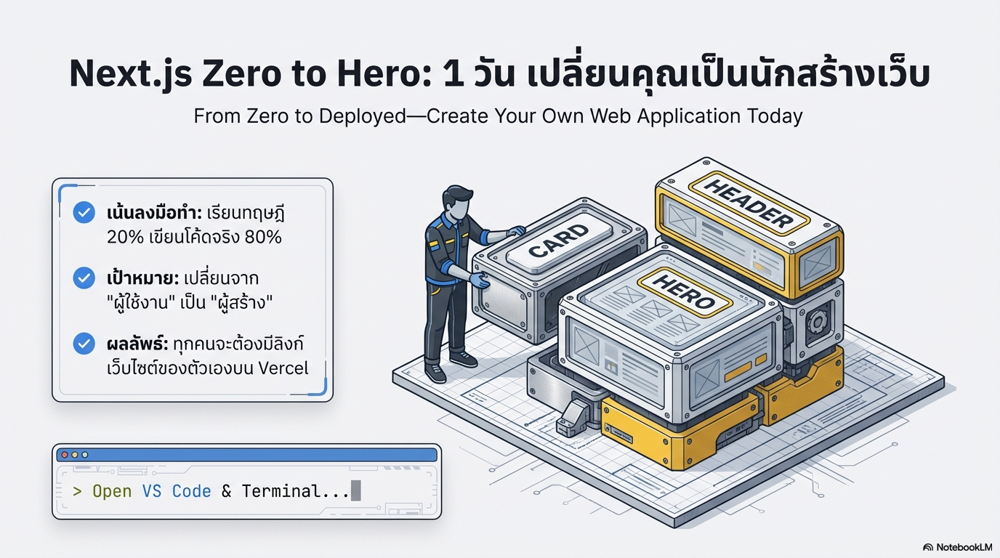 Next.js Zero to Hero: 1 วัน เปลี่ยนคุณเป็นนักสร้างเว็บ
From Zero to Deployed—Create Your Own Web Application Today
เน้นลงมือทำ: เรียนทฤษฎี
20% เขียนโค้ดจริง 80%
เป้าหมาย: เปลี่ยนจาก
"ผู้ใช้งาน" เป็น "ผู้สร้าง"
ผลลัพธ์: ทุกคนจะต้องมีลิงก์
เว็บไซต์ของตัวเองบน Vercel
> Open VS Code & Terminal...
CARD
HEADER
HERO
NotebookLM